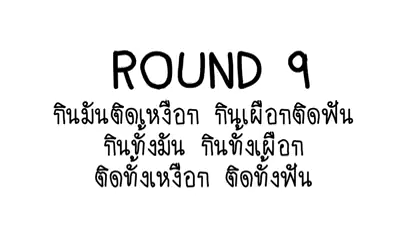 ROUND 9
กินมันติดเหงือก กินเผือกติดฟัน
กินทั้งมัน กินทั้งเผือก
ติดทั้งเหงือก ติดทั้งฟัน